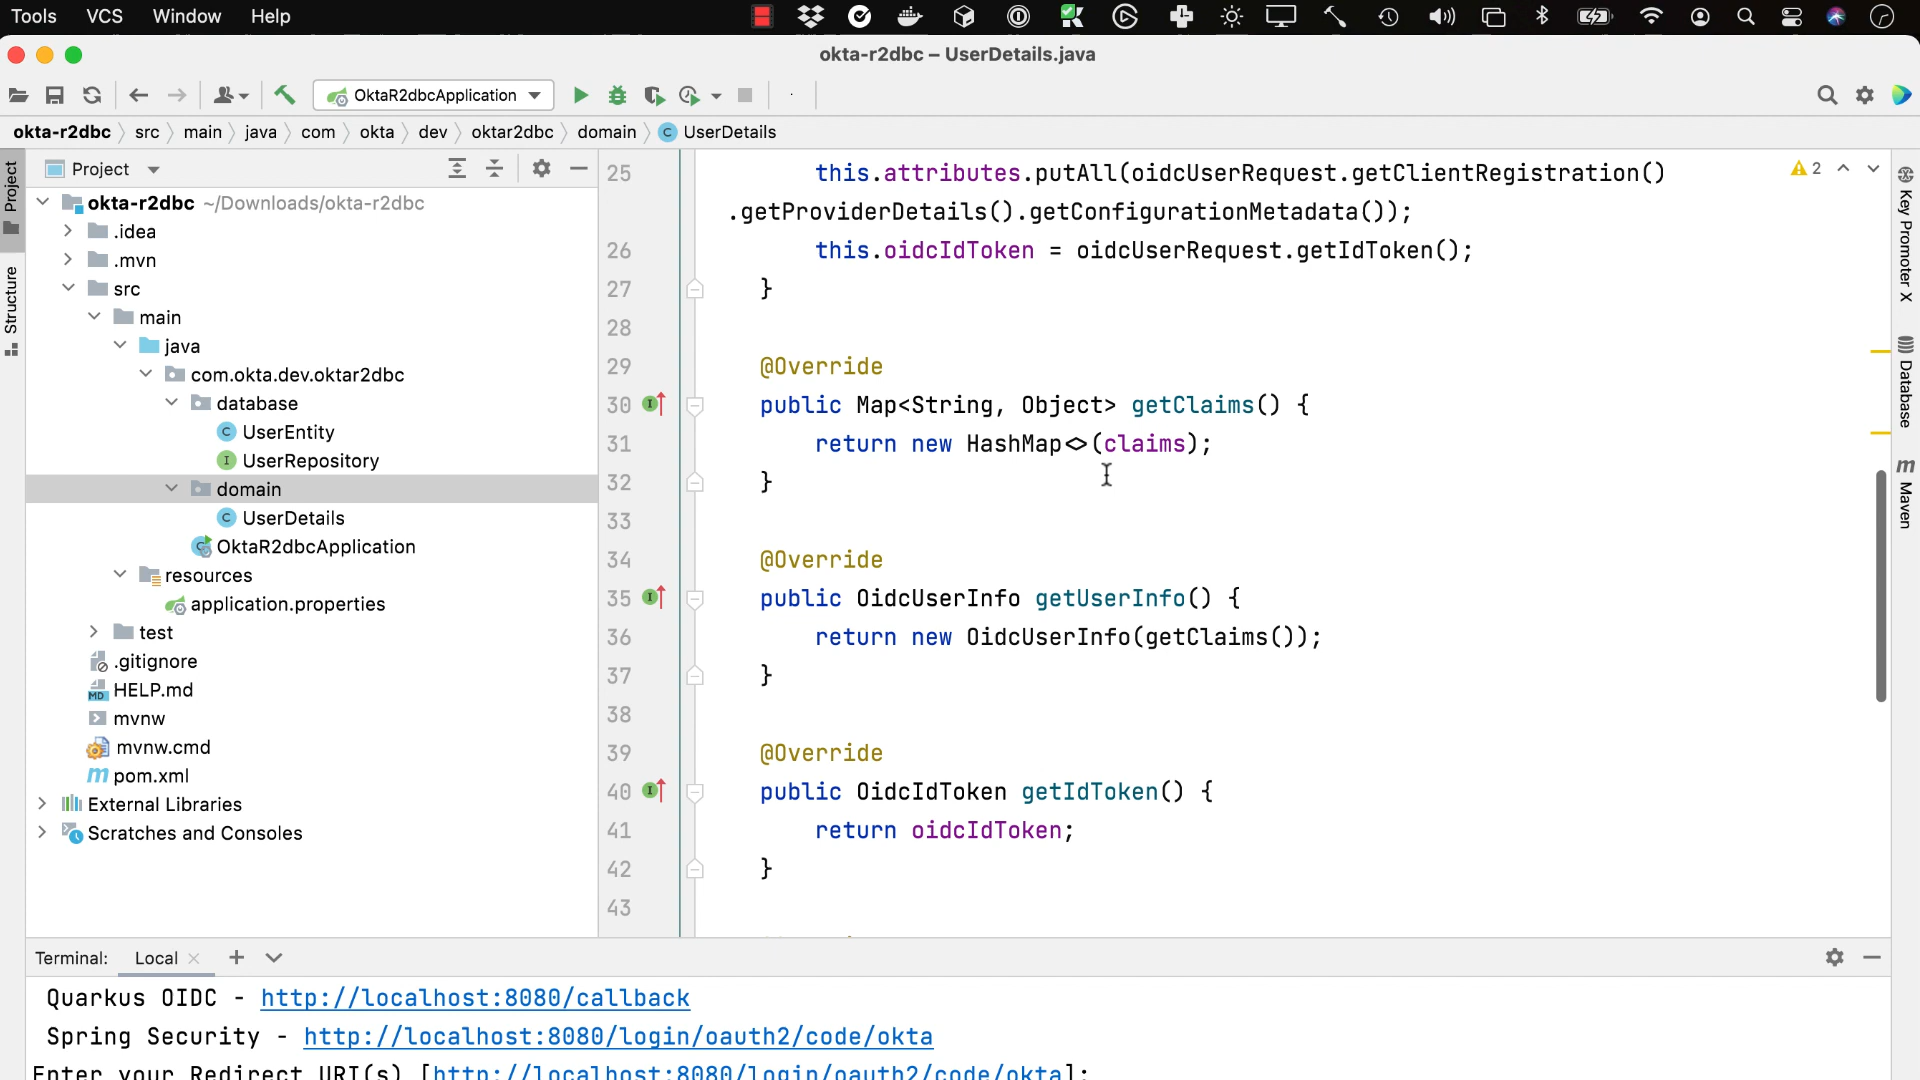 Tools VCS Window Help
okta-r2dbc – UserDetails.java
OktaR2dbcApplication
okta-r2dbc src main java com okta dev oktar2dbc domain UserDetails
Project
Structure
Project
okta-r2dbc ~/Downloads/okta-r2dbc
.idea
.mvn
src
main
java
com.okta.dev.oktar2dbc
database
UserEntity
UserRepository
domain
UserDetails
OktaR2dbcApplication
resources
application.properties
test
.gitignore
HELP.md
mvnw
mvnw.cmd
pom.xml
External Libraries
Scratches and Consoles
25 this.attributes.putAll(oidcUserRequest.getClientRegistration()
.getProviderDetails().getConfigurationMetadata());
26 this.oidcIdToken = oidcUserRequest.getIdToken();
27 }
28
29 @Override
30 public Map<String, Object> getClaims() {
31 return new HashMap<>(claims);
32 }
33
34 @Override
35 public OidcUserInfo getUserInfo() {
36 return new OidcUserInfo(getClaims());
37 }
38
39 @Override
40 public OidcIdToken getIdToken() {
41 return oidcIdToken;
42 }
43
2
Key Promoter X
Database
Maven
Terminal: Local
Quarkus OIDC - http://localhost:8080/callback
Spring Security - http://localhost:8080/login/oauth2/code/okta
Enter your Redirect URI(s) [http://localhost:8080/login/oauth2/code/okta]: